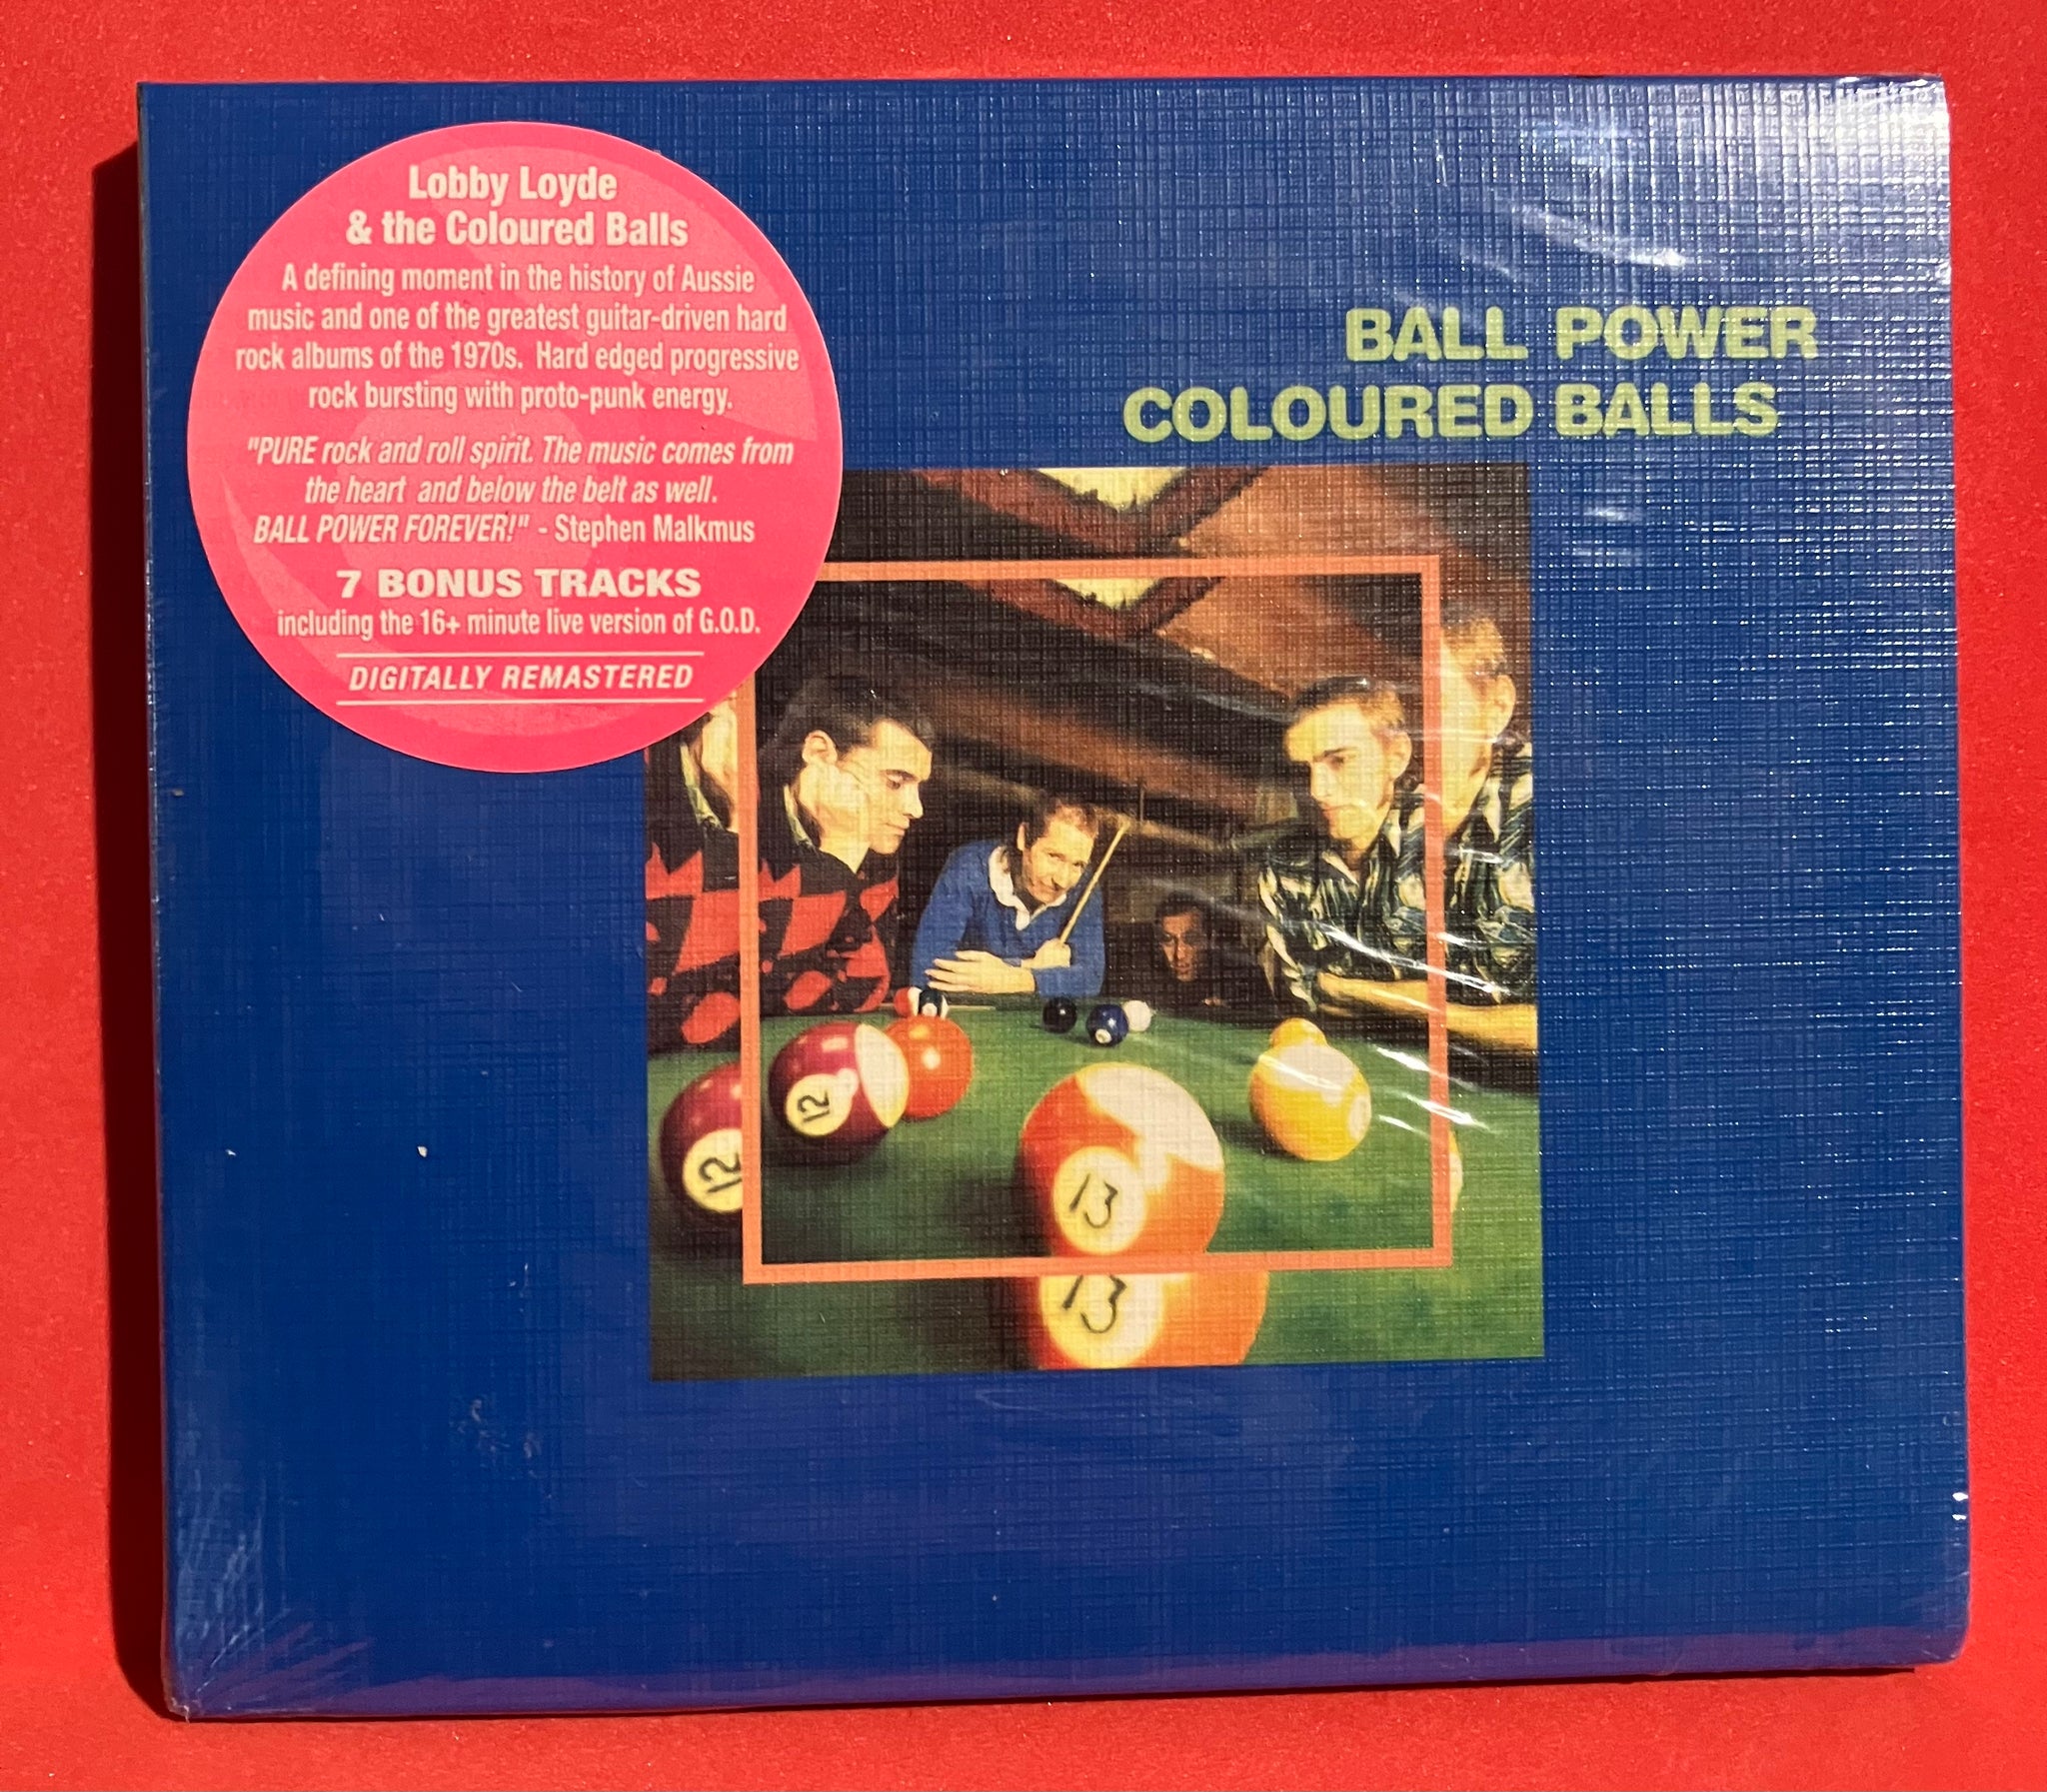 Lobby Loyde
& the Coloured Balls
A defining moment in the history of Aussie
music and one of the greatest guitar-driven hard
rock albums of the 1970s. Hard edged progressive
rock bursting with proto-punk energy.
"PURE rock and roll spirit. The music comes from
the heart and below the belt as well.
BALL POWER FOREVER!" - Stephen Malkmus
7 BONUS TRACKS
including the 16+ minute live version of G.O.D.
DIGITALLY REMASTERED
BALL POWER
COLOURED BALLS
12
12
13
13